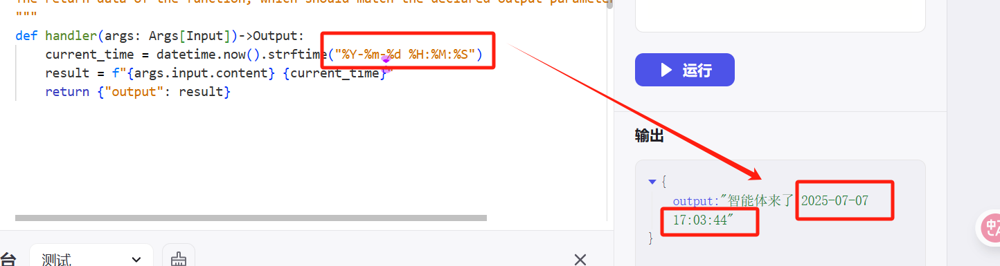 The return data of the function, which should match the declared output parameter
"""
def handler(args: Args[Input])->Output:
current_time = datetime.now().strftime("%Y-%m-%d %H:%M:%S")
result = f"{args.input.content} {current_time}"
return {"output": result}
运行
输出
{
output:"智能体来了 2025-07-07
17:03:44"
}
台
测试
中